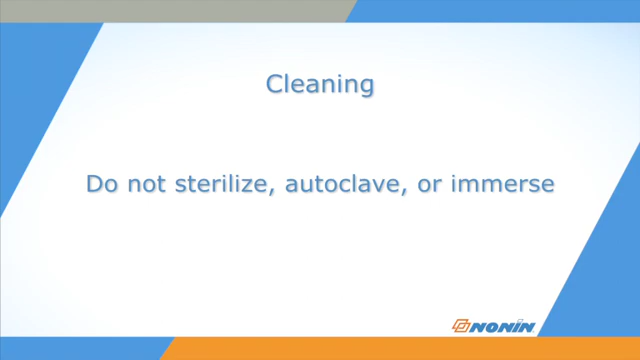 Cleaning
Do not sterilize, autoclave, or immerse
NONIN